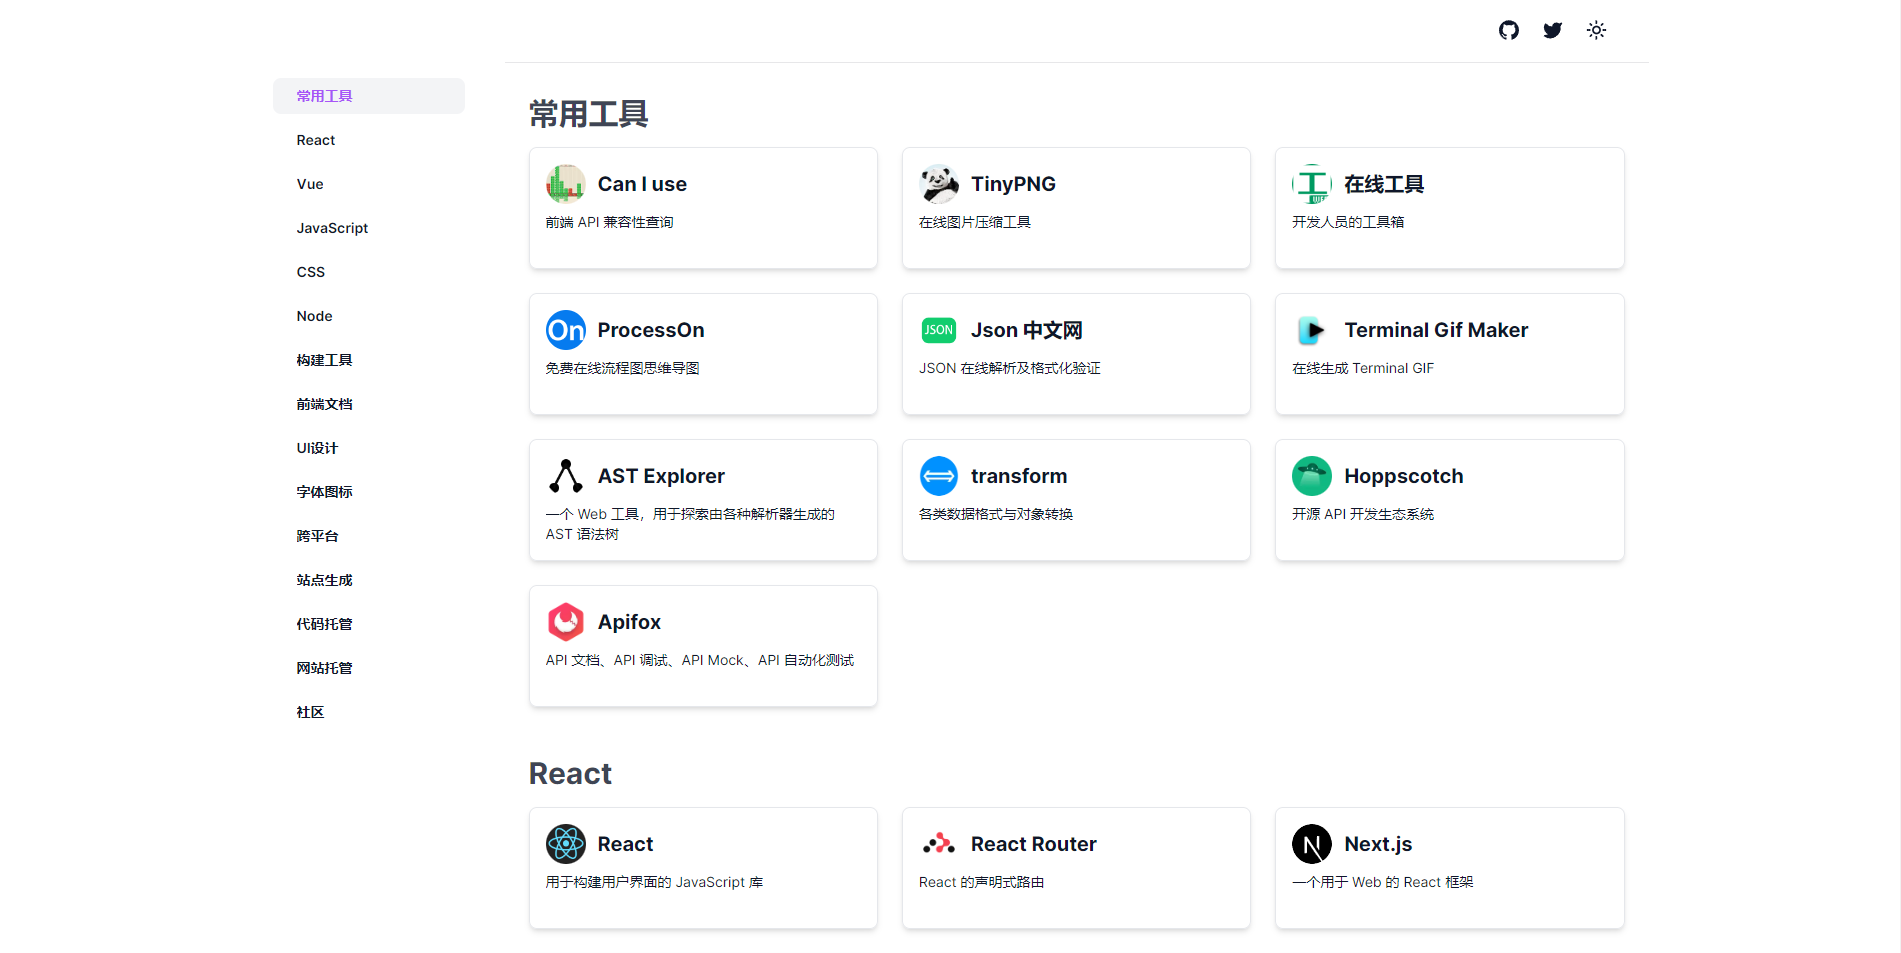 常用工具
React
Vue
JavaScript
CSS
Node
构建工具
前端文档
UI设计
字体图标
跨平台
站点生成
代码托管
网站托管
社区
常用工具
Can I use
前端 API 兼容性查询
TinyPNG
在线图片压缩工具
工
WEB
在线工具
开发人员的工具箱
On
ProcessOn
免费在线流程图思维导图
JSON
Json 中文网
JSON 在线解析及格式化验证
Terminal Gif Maker
在线生成 Terminal GIF
AST Explorer
一个 Web 工具，用于探索由各种解析器生成的
AST 语法树
transform
各类数据格式与对象转换
Hoppscotch
开源 API 开发生态系统
Apifox
API 文档、API 调试、API Mock、API 自动化测试
React
React
用于构建用户界面的 JavaScript 库
React Router
React 的声明式路由
N
Next.js
一个用于 Web 的 React 框架